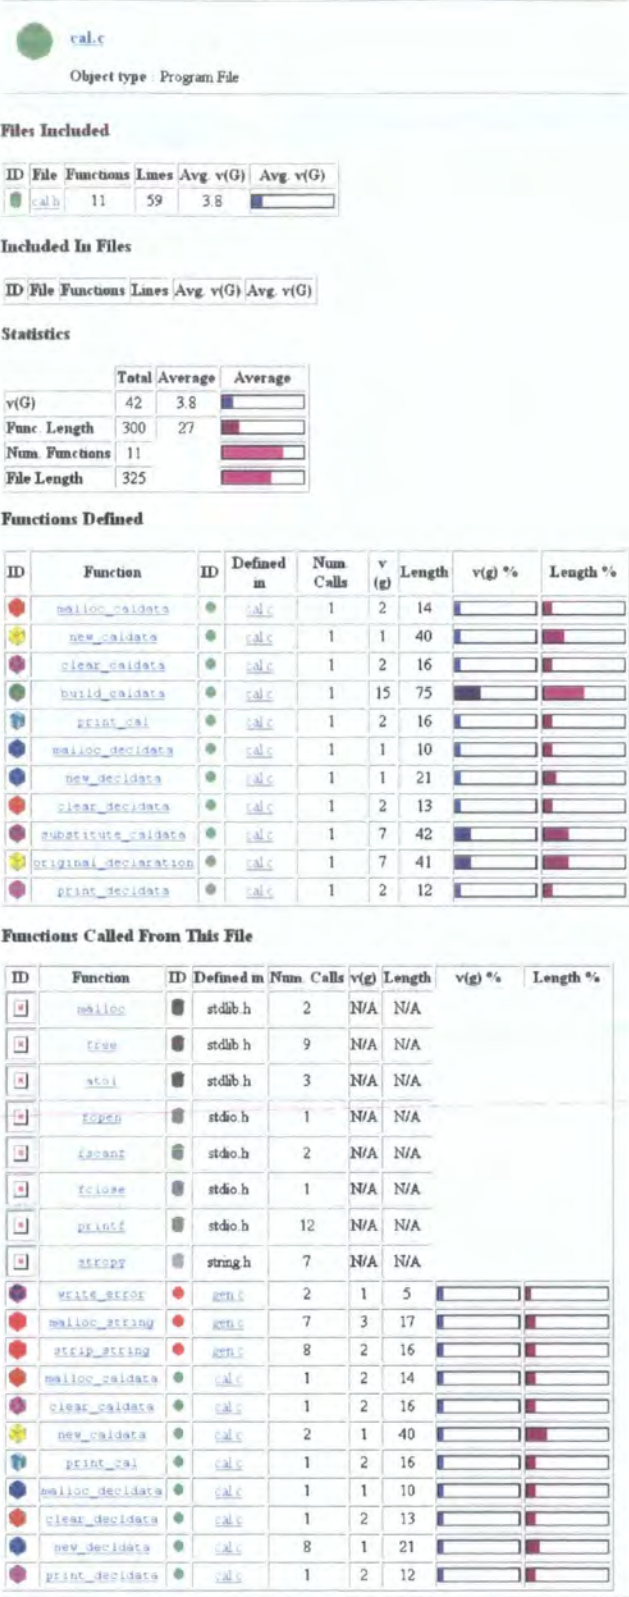 cal.c
Object type : Program File
Files Included
ID File Functions Lines Avg. v(G) Avg. v(G)
cal.h 11 59 3.8
Included In Files
ID File Functions Lines Avg. v(G) Avg. v(G)
Statistics
Total Average Average
v(G) 42 3.8
Func. Length 300 27
Num. Functions 11
File Length 325
Functions Defined
ID Function ID Defined in Num. Calls v (g) Length v(g) % Length %
malloc_caldata cal.c 1 2 14
new_caldata cal.c 1 1 40
clear_caldata cal.c 1 2 16
build_caldata cal.c 1 15 75
print_cal cal.c 1 2 16
malloc_decldata cal.c 1 1 10
new_decldata cal.c 1 1 21
clear_decldata cal.c 1 2 13
substitute_caldata cal.c 1 7 42
original_declaration cal.c 1 7 41
print_decldata cal.c 1 2 12
Functions Called From This File
ID Function ID Defined in Num. Calls v(g) Length v(g) % Length %
malloc stdlib.h 2 N/A N/A
free stdlib.h 9 N/A N/A
atoi stdlib.h 3 N/A N/A
fopen stdio.h 1 N/A N/A
fscanf stdio.h 2 N/A N/A
fclose stdio.h 1 N/A N/A
printf stdio.h 12 N/A N/A
strcpy string.h 7 N/A N/A
write_error gen.c 2 1 5
malloc_string gen.c 7 3 17
strip_string gen.c 8 2 16
malloc_caldata cal.c 1 2 14
clear_caldata cal.c 1 2 16
new_caldata cal.c 2 1 40
print_cal cal.c 1 2 16
malloc_decldata cal.c 1 1 10
clear_decldata cal.c 1 2 13
new_decldata cal.c 8 1 21
print_decldata cal.c 1 2 12